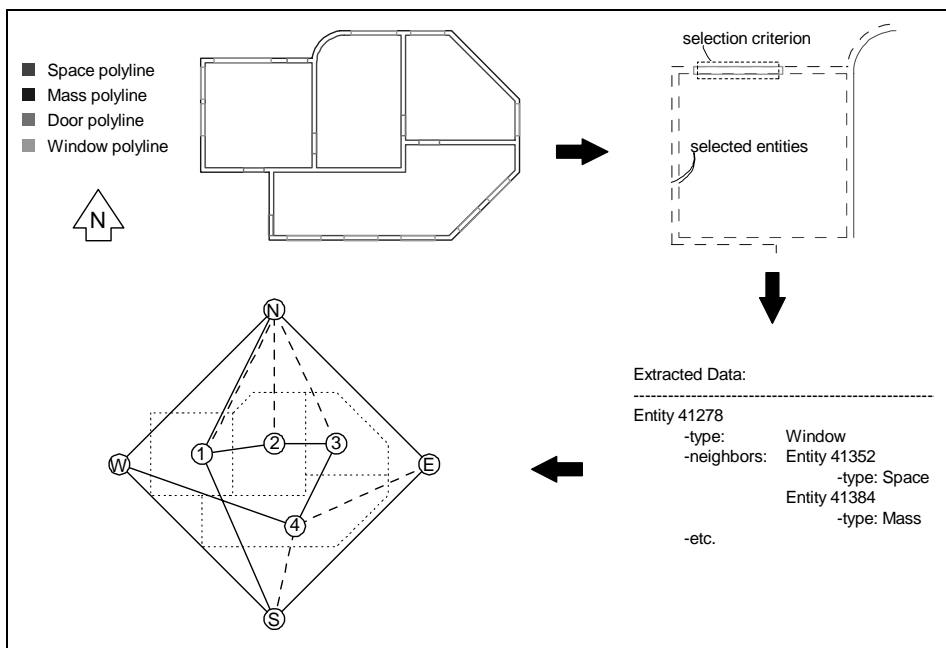 Space polyline
Mass polyline
Door polyline
Window polyline
N
selection criterion
selected entities
N
1
2
3
W
E
4
S
Extracted Data:
------------------------------------------------------------
Entity 41278
-type: Window
-neighbors: Entity 41352
-type: Space
Entity 41384
-type: Mass
-etc.